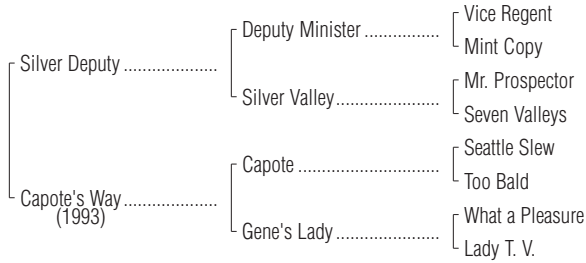 Vice Regent
Deputy Minister .................
Mint Copy
Silver Deputy .....................
Mr. Prospector
Silver Valley.......................
Seven Valleys
Seattle Slew
Capote ................................
Too Bald
Capote's Way.....................
(1993)
What a Pleasure
Gene's Lady .......................
Lady T. V.